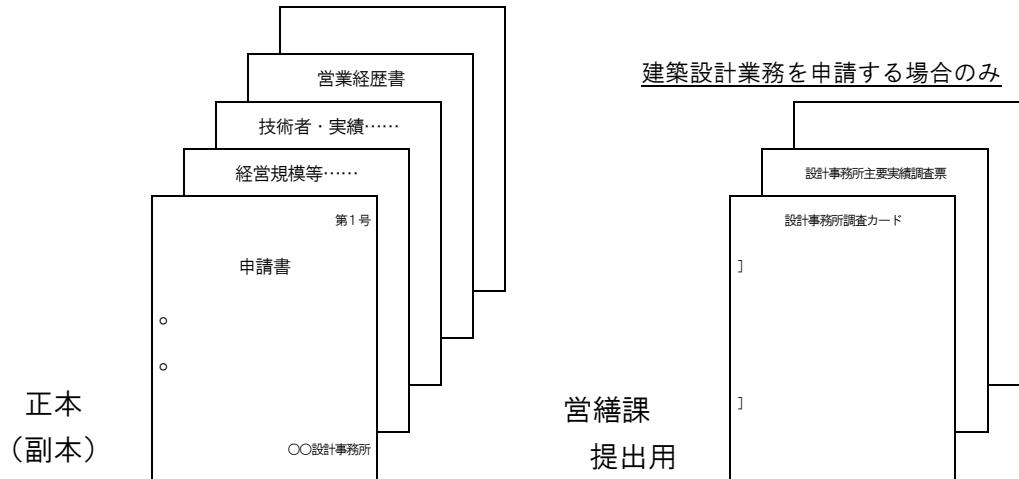 営業経歴書
技術者・実績……
経営規模等……
第1号
申請書
○○設計事務所
正本
（副本）
建築設計業務を申請する場合のみ
設計事務所主要実績調査票
設計事務所調査カード
営繕課
提出用